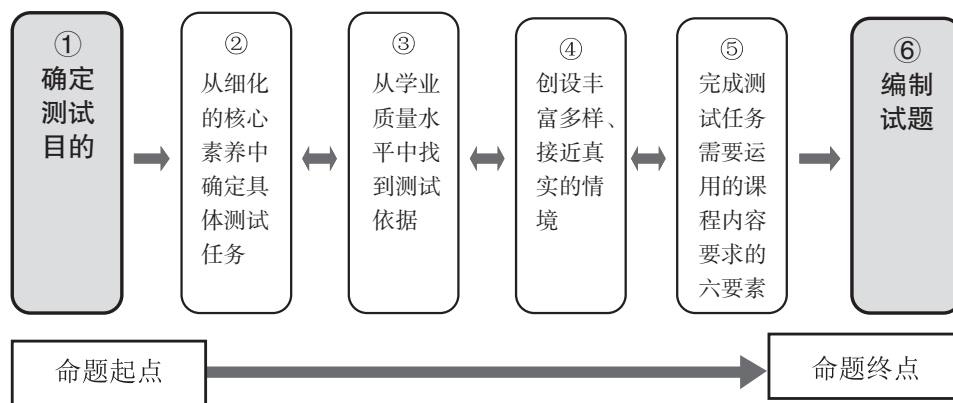 ①
确定
测试
目的
②
从细化
的核心
素养中
确定具
体测试
任务
③
从学业
质量水
平中找
到测试
依据
④
创设丰
富多样、
接近真
实的情
境
⑤
完成测
试任务
需要运
用的课
程内容
要求的
六要素
⑥
编制
试题
命题起点
命题终点